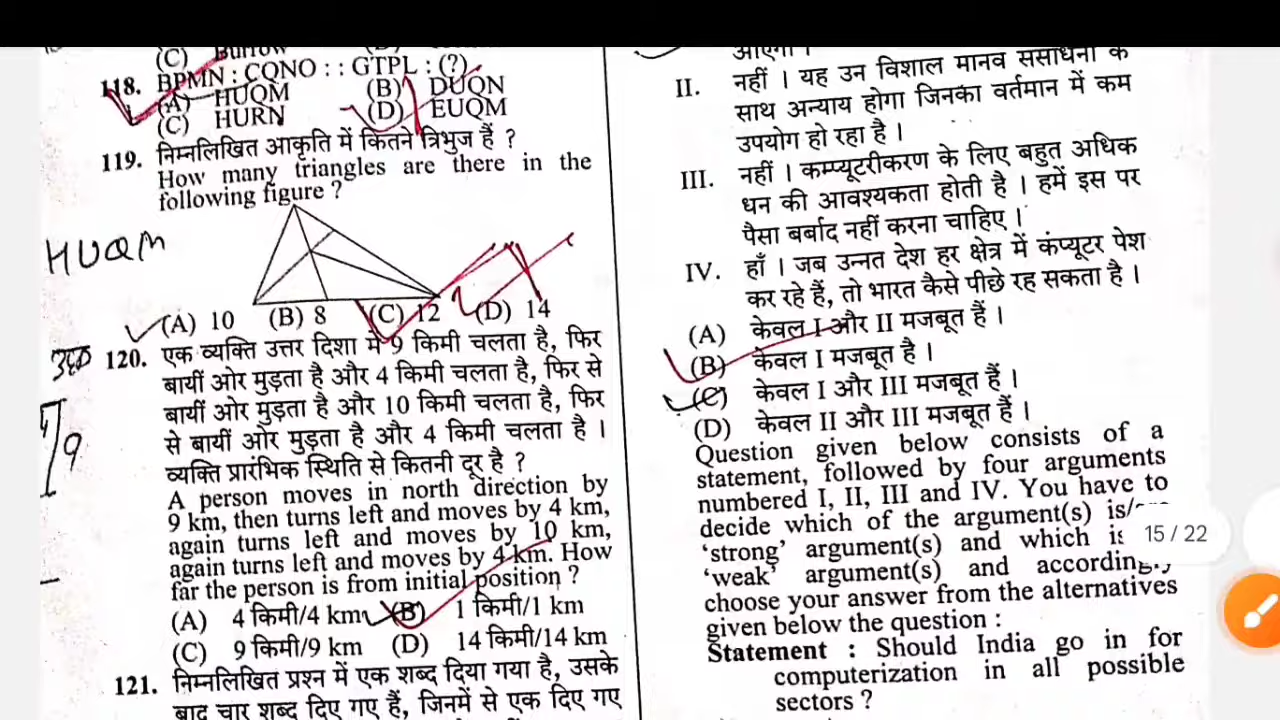 (C) Burrow
118. BPMN : CQNO : : GTPL : (?)
(A) HUQM (B) DUQN
(C) HURN (D) EUQM
119. निम्नलिखित आकृति में कितने त्रिभुज हैं ?
How many triangles are there in the
following figure ?
HUQM
(A) 10 (B) 8 (C) 12 (D) 14
120. एक व्यक्ति उत्तर दिशा में 9 किमी चलता है, फिर
बायीं ओर मुड़ता है और 4 किमी चलता है, फिर से
बायीं ओर मुड़ता है और 10 किमी चलता है, फिर
से बायीं ओर मुड़ता है और 4 किमी चलता है ।
व्यक्ति प्रारंभिक स्थिति से कितनी दूर है ?
9
A person moves in north direction by
9 km, then turns left and moves by 4 km,
again turns left and moves by 10 km,
again turns left and moves by 4 km. How
far the person is from initial position ?
(A) 4 किमी/4 km (B) 1 किमी/1 km
(C) 9 किमी/9 km (D) 14 किमी/14 km
121. निम्नलिखित प्रश्न में एक शब्द दिया गया है, उसके
बाद चार शब्द दिए गए हैं, जिनमें से एक दिए गए
आएगी ।
II. नहीं । यह उन विशाल मानव संसाधनों के
साथ अन्याय होगा जिनका वर्तमान में कम
उपयोग हो रहा है ।
III. नहीं । कम्प्यूटरीकरण के लिए बहुत अधिक
धन की आवश्यकता होती है । हमें इस पर
पैसा बर्बाद नहीं करना चाहिए ।
IV. हाँ । जब उन्नत देश हर क्षेत्र में कंप्यूटर पेश
कर रहे हैं, तो भारत कैसे पीछे रह सकता है ।
(A) केवल I और II मजबूत हैं ।
(B) केवल I मजबूत है ।
(C) केवल I और III मजबूत हैं ।
(D) केवल II और III मजबूत हैं ।
Question given below consists of a
statement, followed by four arguments
numbered I, II, III and IV. You have to
decide which of the argument(s) is/are
‘strong’ argument(s) and which is
‘weak’ argument(s) and accordingly
choose your answer from the alternatives
given below the question :
Statement : Should India go in for
computerization in all possible
sectors ?
15 / 22